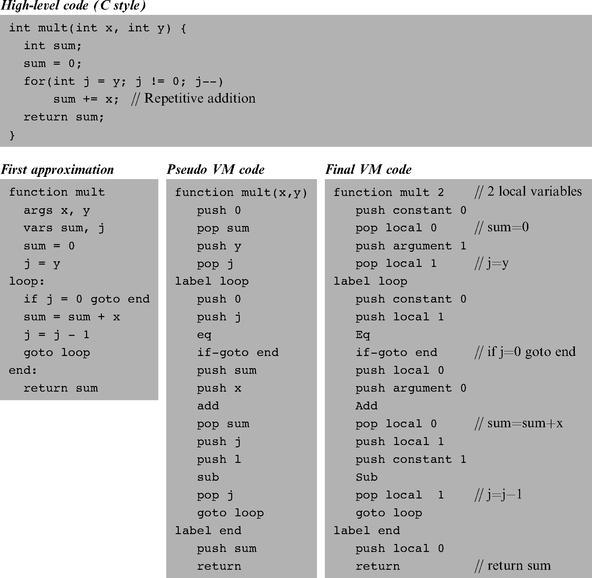 High-level code (C style)
int mult(int x, int y) {
int sum;
sum = 0;
for(int j = y; j != 0; j--)
sum += x; // Repetitive addition
return sum;
}
First approximation
function mult
args x, y
vars sum, j
sum = 0
j = y
loop:
if j = 0 goto end
sum = sum + x
j = j - 1
goto loop
end:
return sum
Pseudo VM code
function mult(x,y)
push 0
pop sum
push y
pop j
label loop
push 0
push j
eq
if-goto end
push sum
push x
add
pop sum
push j
push 1
sub
pop j
goto loop
label end
push sum
return
Final VM code
function mult 2 // 2 local variables
push constant 0
pop local 0 // sum=0
push argument 1
pop local 1 // j=y
label loop
push constant 0
push local 1
Eq
if-goto end // if j=0 goto end
push local 0
push argument 0
Add
pop local 0 // sum=sum+x
push local 1
push constant 1
Sub
pop local 1 // j=j−1
goto loop
label end
push local 0
return // return sum